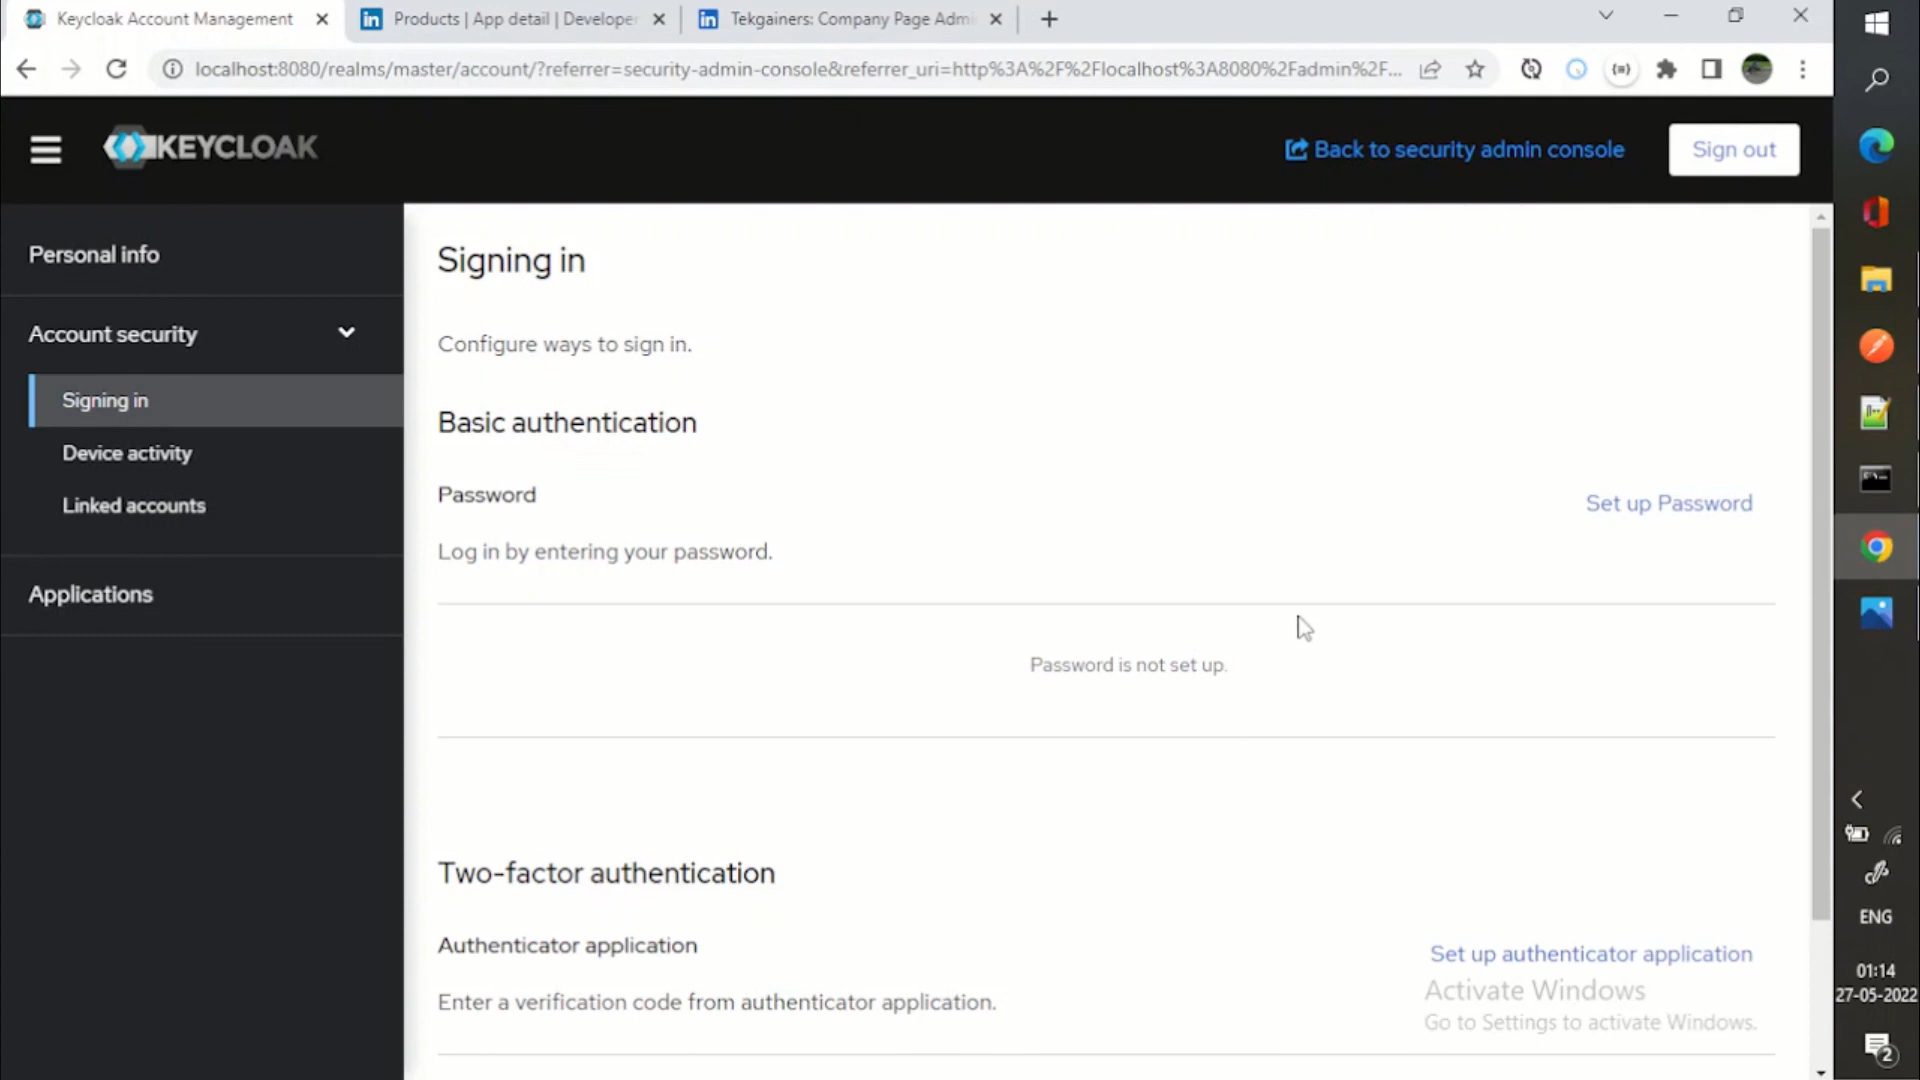 Keycloak Account Management
Products | App detail | Develope
Tekgainers: Company Page Admi
localhost:8080/realms/master/account/?referrer=security-admin-console&referrer_uri=http%3A%2F%2Flocalhost%3A8080%2Fadmin%2F...
KEYCLOAK
Back to security admin console
Sign out
Personal info
Account security
Signing in
Device activity
Linked accounts
Applications
Signing in
Configure ways to sign in.
Basic authentication
Password
Set up Password
Log in by entering your password.
Password is not set up.
Two-factor authentication
Authenticator application
Set up authenticator application
Enter a verification code from authenticator application.
Activate Windows
Go to Settings to activate Windows.
ENG
01:14
27-05-2022
2